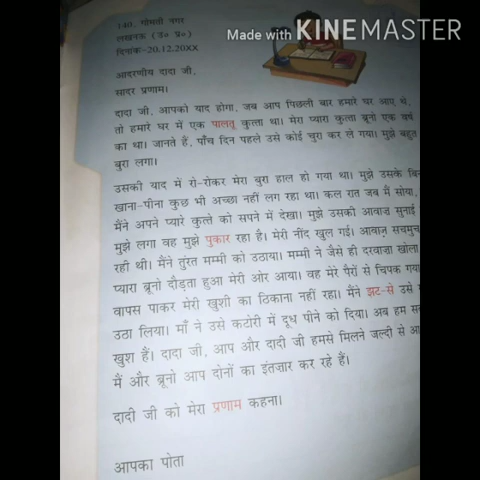 Made with KINEMASTER
140, गोमती नगर
लखनऊ (उ० प्र०)
दिनांक-20.12.20XX
आदरणीय दादा जी,
सादर प्रणाम।
दादा जी, आपको याद होगा, जब आप पिछली बार हमारे घर आए थे,
तो हमारे घर में एक पालतू कुत्ता था। मेरा प्यारा कुत्ता ब्रूनो एक वर्ष
का था। जानते हैं, पाँच दिन पहले उसे कोई चुरा कर ले गया। मुझे बहुत
बुरा लगा।
उसकी याद में रो-रोकर मेरा बुरा हाल हो गया था। मुझे उसके बिन
खाना-पीना कुछ भी अच्छा नहीं लग रहा था। कल रात जब मैं सोया,
मैंने अपने प्यारे कुत्ते को सपने में देखा। मुझे उसकी आवाज़ सुनाई
मुझे लगा वह मुझे पुकार रहा है। मेरी नींद खुल गई। आवाज़ सचमुच
रही थी। मैंने तुरंत मम्मी को उठाया। मम्मी ने जैसे ही दरवाज़ा खोला
प्यारा ब्रूनो दौड़ता हुआ मेरी ओर आया। वह मेरे पैरों से चिपक गया
वापस पाकर मेरी खुशी का ठिकाना नहीं रहा। मैंने झट-से उसे
उठा लिया। माँ ने उसे कटोरी में दूध पीने को दिया। अब हम
खुश हैं। दादा जी, आप और दादी जी हमसे मिलने जल्दी से
मैं और ब्रूनो आप दोनों का इंतज़ार कर रहे हैं।
दादी जी को मेरा प्रणाम कहना।
आपका पोता